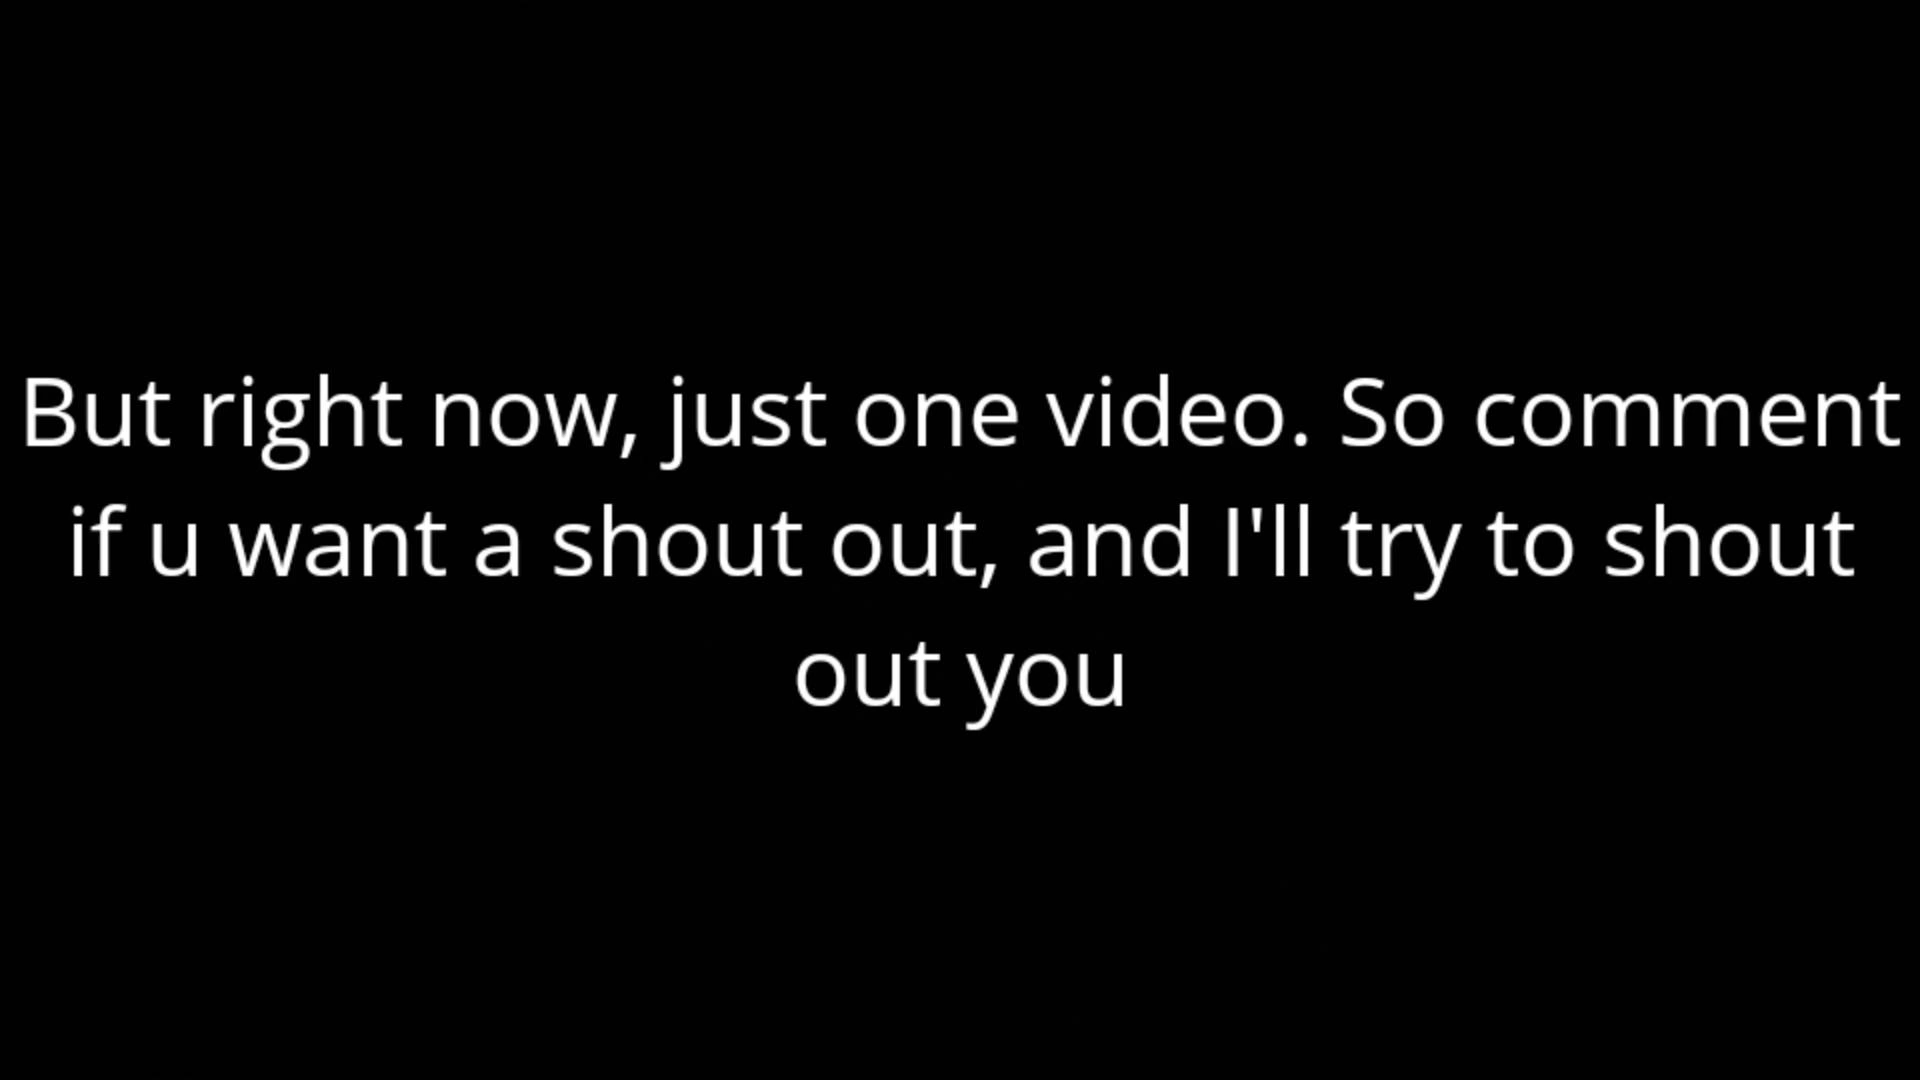 But right now, just one video. So comment
if u want a shout out, and I'll try to shout
out you